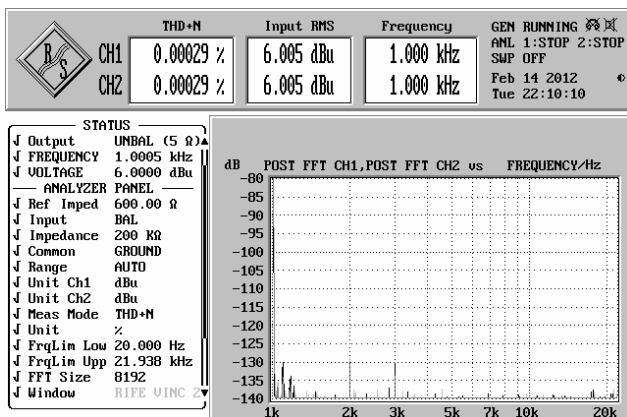 THD+N Input RMS Frequency
R S
CH1 0.00029 % 6.005 dBu 1.000 kHz
CH2 0.00029 % 6.005 dBu 1.000 kHz
GEN RUNNING
ANL 1:STOP 2:STOP
SWP OFF
Feb 14 2012
Tue 22:10:10
STATUS
Output UNBAL (5 Ω)
FREQUENCY 1.0005 kHz
VOLTAGE 6.0000 dBu
ANALYZER PANEL
Ref Imped 600.00 Ω
Input BAL
Impedance 200 KΩ
Common GROUND
Range AUTO
Unit Ch1 dBu
Unit Ch2 dBu
Meas Mode THD+N
Unit %
FrqLim Low 20.000 Hz
FrqLim Upp 21.938 kHz
FFT Size 8192
Window RIFE VINC 2
dB POST FFT CH1,POST FFT CH2 vs FREQUENCY/Hz
-80
-85
-90
-95
-100
-105
-110
-115
-120
-125
-130
-135
-140
1k 2k 3k 5k 7k 10k 20k